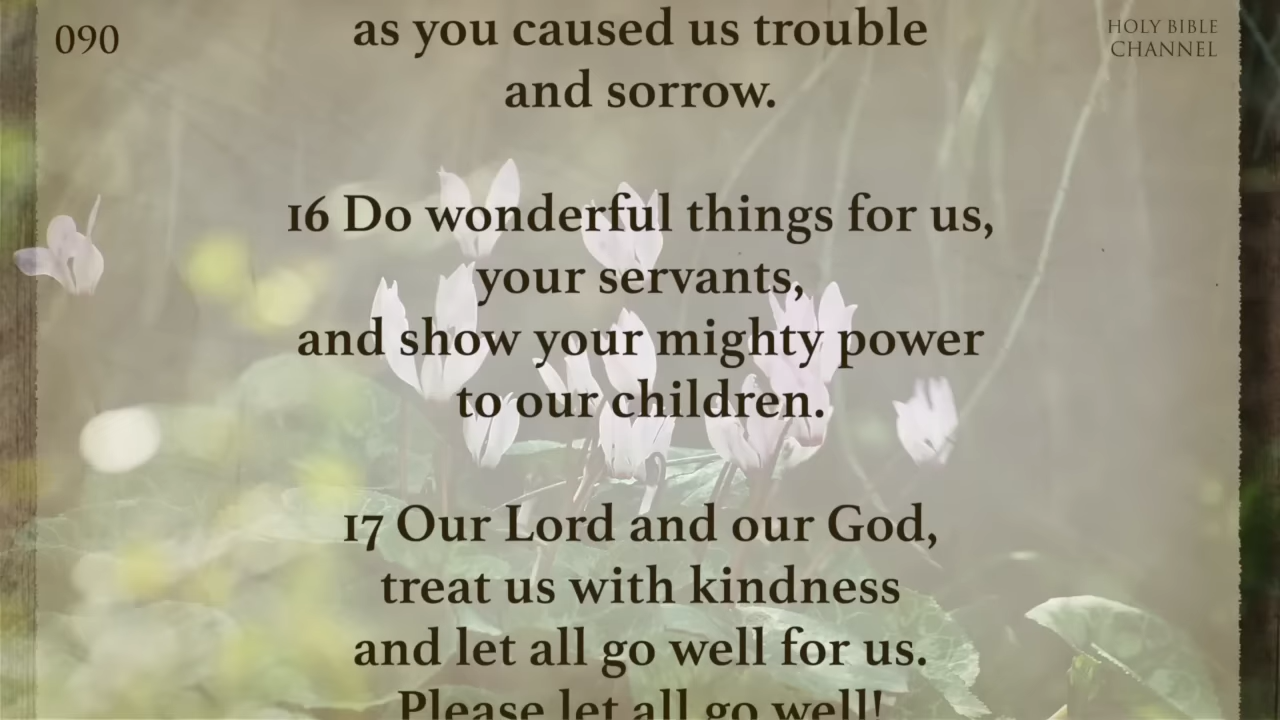 090
HOLY BIBLE
CHANNEL
as you caused us trouble
and sorrow.
16 Do wonderful things for us,
your servants,
and show your mighty power
to our children.
17 Our Lord and our God,
treat us with kindness
and let all go well for us.
Please let all go well!